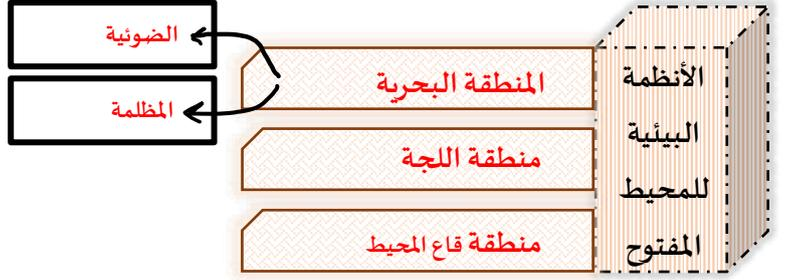 الأنظمة
البيئية
للمحيط
المفتوح
المنطقة البحرية
الضوئية
المظلمة
منطقة اللجة
منطقة قاع المحيط